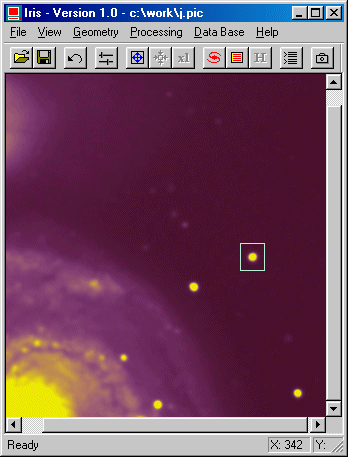 Iris - Version 1.0 - c:\work\j.pic
File View Geometry Processing Data Base Help
x1 H
Ready X: 342 Y: